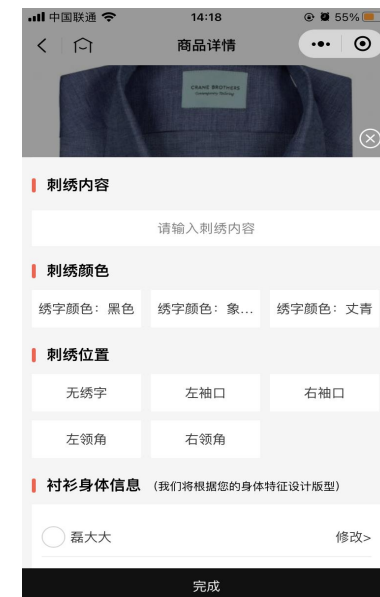 中国联通 14:18 55%
商品详情
CRANE BROTHERS
刺绣内容
请输入刺绣内容
刺绣颜色
绣字颜色：黑色 绣字颜色：象... 绣字颜色：丈青
刺绣位置
无绣字 左袖口 右袖口
左领角 右领角
衬衫身体信息 （我们将根据您的身体特征设计版型）
磊大大 修改>
完成